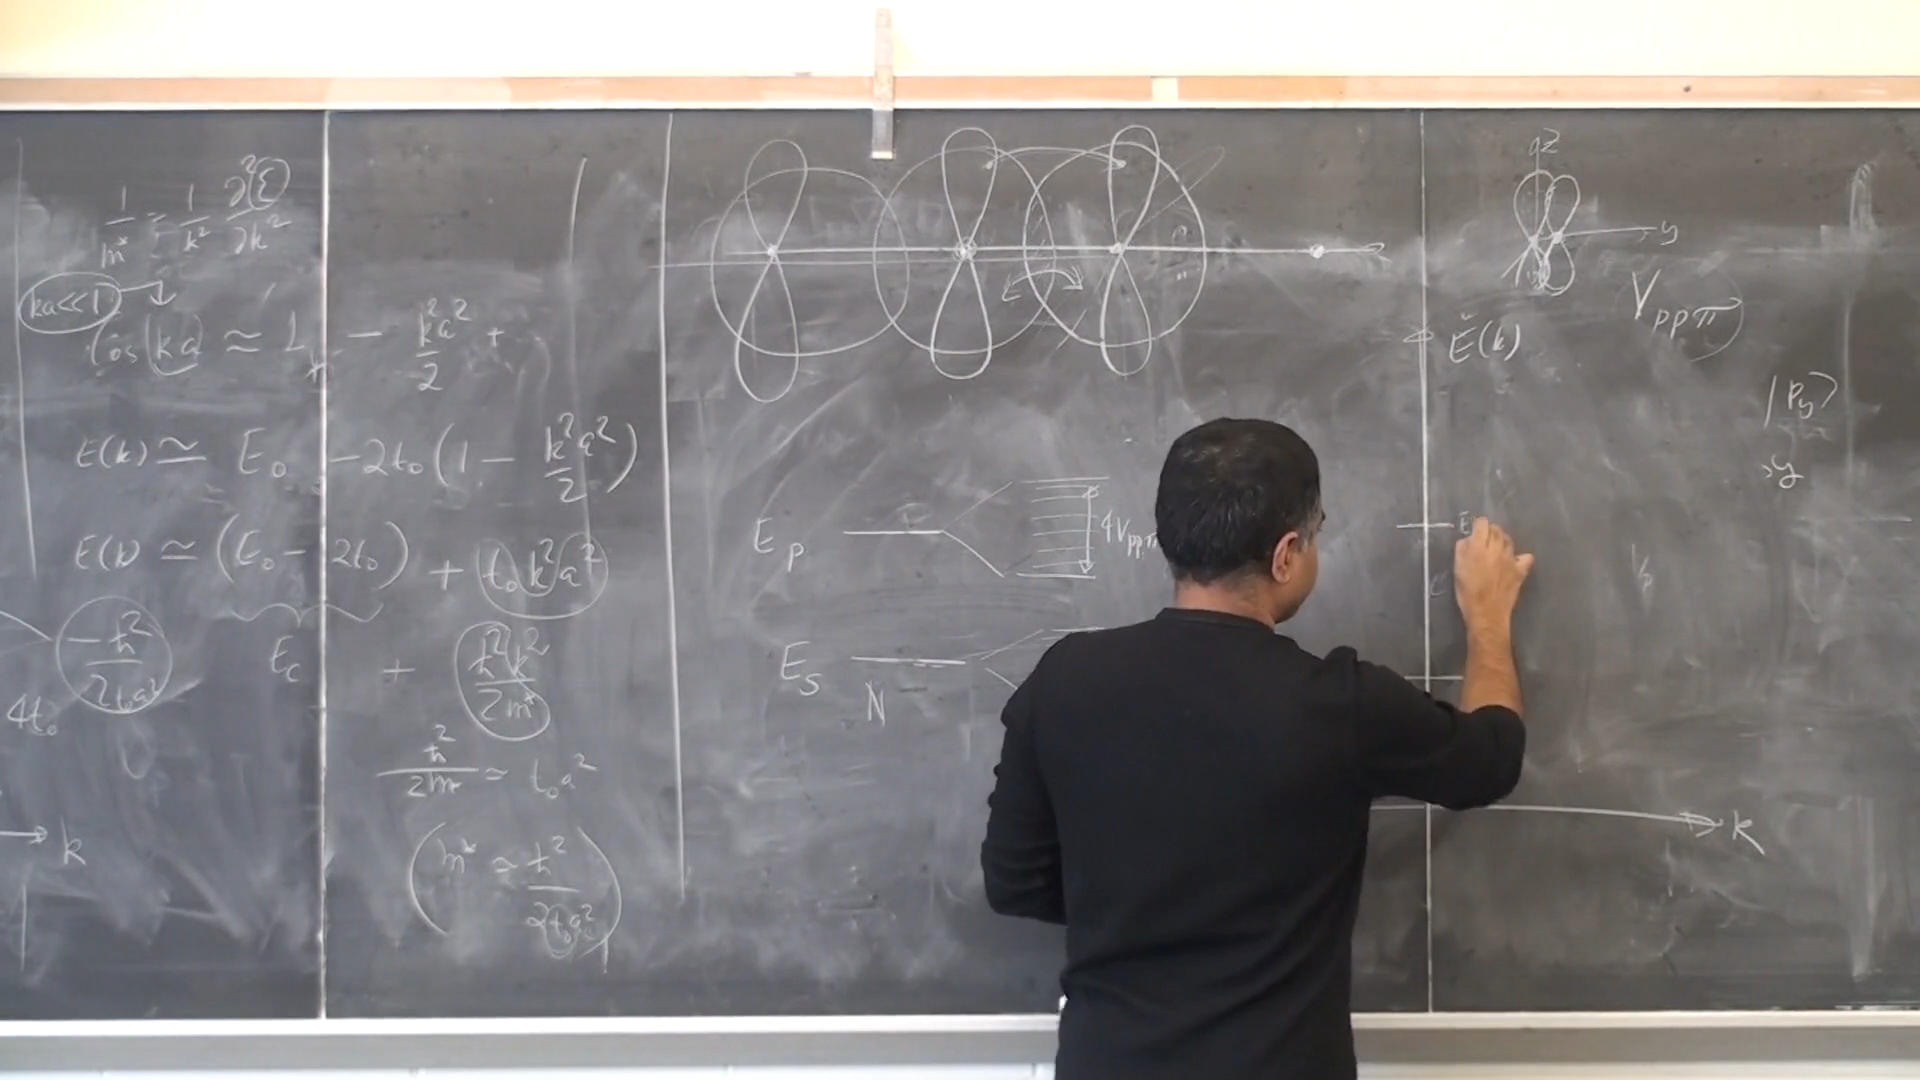 1/m* = 1/ħ² ∂²(E)/∂k²
ka<<1
Cos(ka) ≃ 1 - k²a²/2 +
E(k) ≃ E₀ - 2t₀(1 - k²a²/2)
E(k) ≃ (E₀ - 2t₀) + t₀k²a²
-ħ²/2t₀a²
E_c + ħ²k²/2m*
4t₀
ħ²/2m* ≃ t₀a²
k
(m* ≃ ħ²/2t₀a²)
E_p
4V_ppπ
E_s
N
z
y
V_ppπ
E(k)
|p_y⟩
y
k